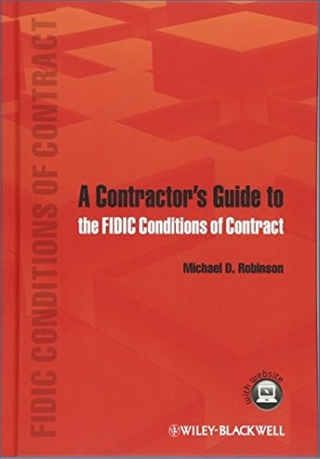 FIDIC CONDITIONS OF CONTRACT
A Contractor's Guide to
the FIDIC Conditions of Contract
Michael D. Robinson
with website
WILEY-BLACKWELL